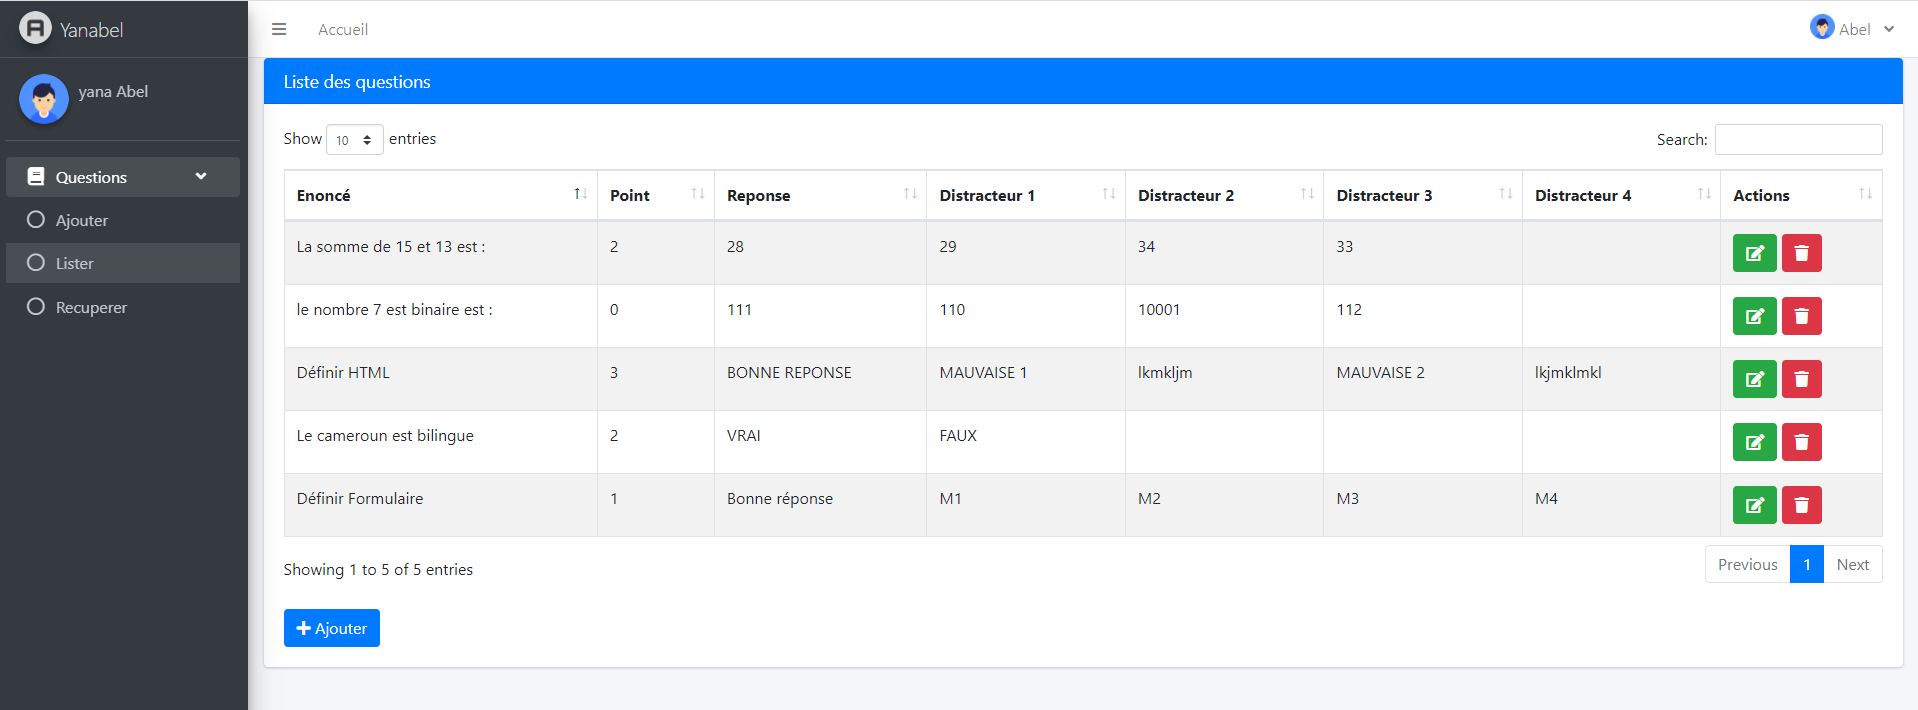 Yanabel
Accueil
Abel
yana Abel
Questions
Ajouter
Lister
Recuperer
Liste des questions
Show 10 entries
Search:
Enoncé Point Reponse Distracteur 1 Distracteur 2 Distracteur 3 Distracteur 4 Actions
La somme de 15 et 13 est : 2 28 29 34 33
le nombre 7 est binaire est : 0 111 110 10001 112
Définir HTML 3 BONNE REPONSE MAUVAISE 1 lkmkljm MAUVAISE 2 lkjmklmkl
Le cameroun est bilingue 2 VRAI FAUX
Définir Formulaire 1 Bonne réponse M1 M2 M3 M4
Showing 1 to 5 of 5 entries
Previous 1 Next
Ajouter